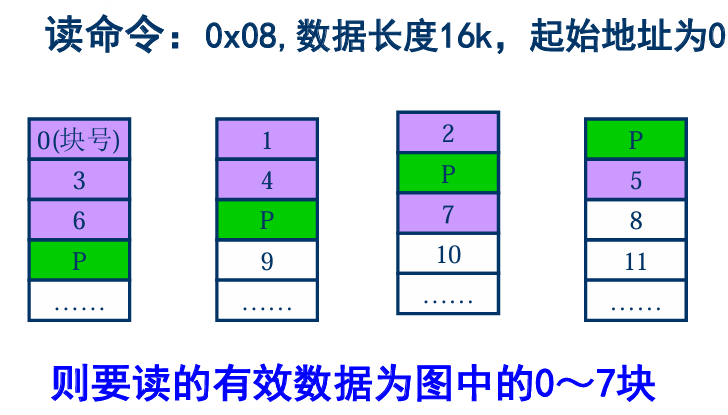 读命令：0x08,数据长度16k，起始地址为0
0(块号) 1 2 P
3 4 P 5
6 P 7 8
P 9 10 11
…… …… …… ……
则要读的有效数据为图中的0～7块